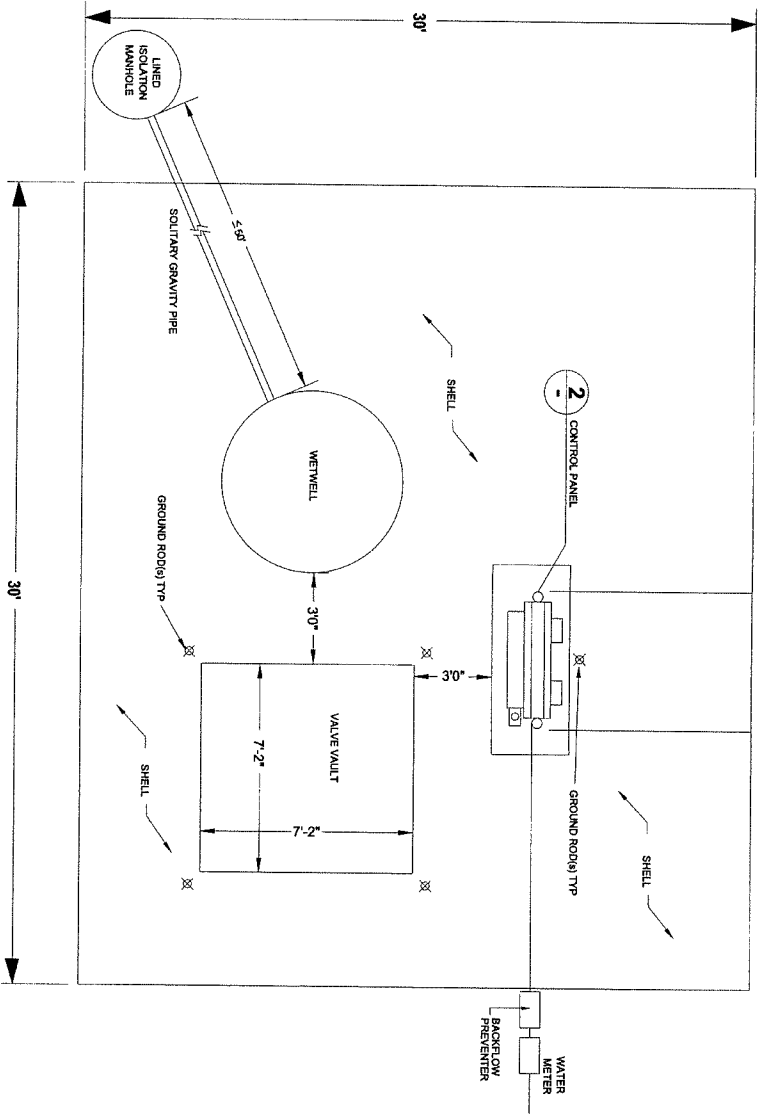 30'
LINED
ISOLATION
MANHOLE
≤50'
SOLITARY GRAVITY PIPE
SHELL
2
-
CONTROL PANEL
WETWELL
GROUND ROD(s) TYP
3'0"
3'0"
VALVE VAULT
7'-2"
7'-2"
SHELL
GROUND ROD(s) TYP
SHELL
30'
BACKFLOW
PREVENTER
WATER
METER